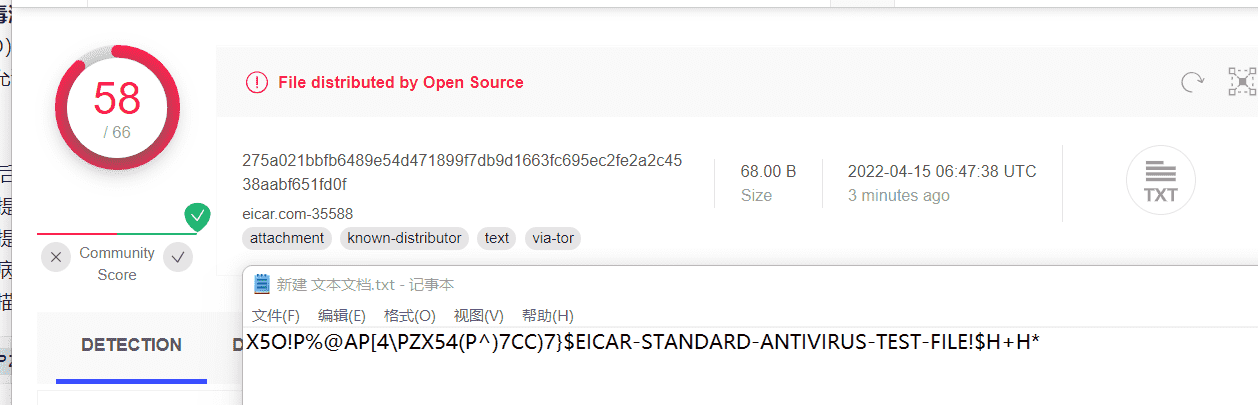 58
/ 66
File distributed by Open Source
275a021bbfb6489e54d471899f7db9d1663fc695ec2fe2a2c45
38aabf651fd0f
eicar.com-35588
attachment known-distributor text via-tor
68.00 B
Size
2022-04-15 06:47:38 UTC
3 minutes ago
TXT
Community
Score
DETECTION
D
新建 文本文档.txt - 记事本
文件(F) 编辑(E) 格式(O) 视图(V) 帮助(H)
X5O!P%@AP[4\PZX54(P^)7CC)7}$EICAR-STANDARD-ANTIVIRUS-TEST-FILE!$H+H*